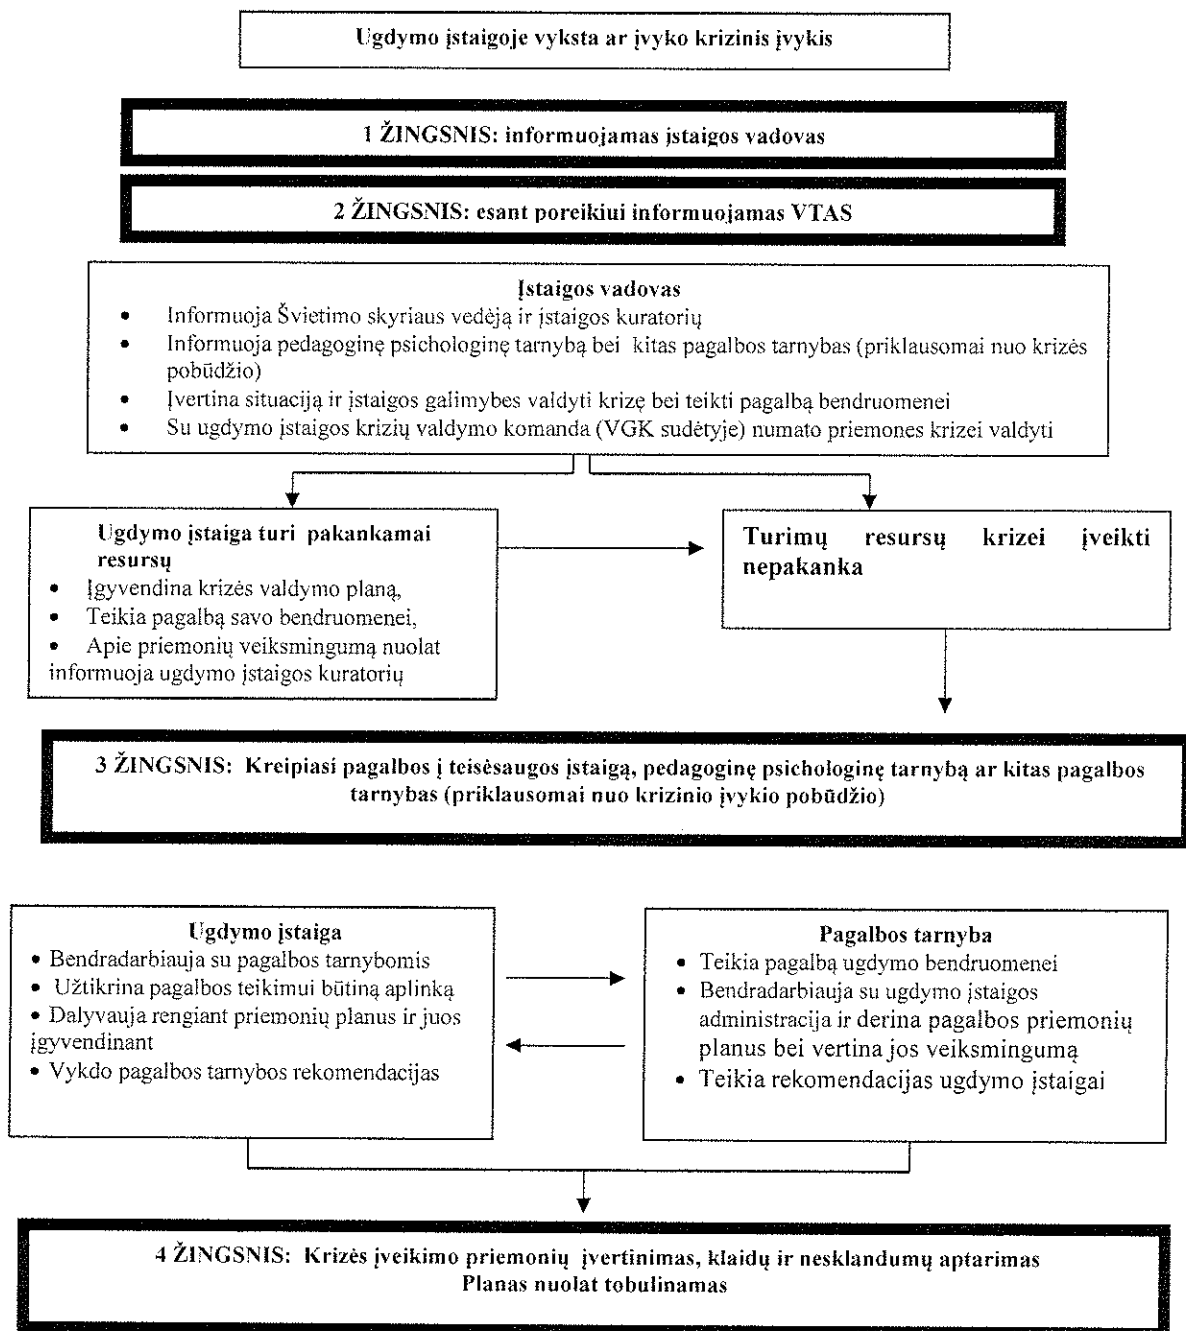 Ugdymo įstaigoje vyksta ar įvyko krizinis įvykis
1 ŽINGSNIS: informuojamas įstaigos vadovas
2 ŽINGSNIS: esant poreikiui informuojamas VTAS
Įstaigos vadovas
• Informuoja Švietimo skyriaus vedėją ir įstaigos kuratorių
• Informuoja pedagoginę psichologinę tarnybą bei kitas pagalbos tarnybas (priklausomai nuo krizės
pobūdžio)
• Įvertina situaciją ir įstaigos galimybes valdyti krizę bei teikti pagalbą bendruomenei
• Su ugdymo įstaigos krizių valdymo komanda (VGK sudėtyje) numato priemones krizei valdyti
Ugdymo įstaiga turi pakankamai
resursų
• Įgyvendina krizės valdymo planą,
• Teikia pagalbą savo bendruomenei,
• Apie priemonių veiksmingumą nuolat
informuoja ugdymo įstaigos kuratorių
Turimų resursų krizei įveikti
nepakanka
3 ŽINGSNIS: Kreipiasi pagalbos į teisėsaugos įstaigą, pedagoginę psichologinę tarnybą ar kitas pagalbos
tarnybas (priklausomai nuo krizinio įvykio pobūdžio)
Ugdymo įstaiga
• Bendradarbiauja su pagalbos tarnybomis
• Užtikrina pagalbos teikimui būtiną aplinką
• Dalyvauja rengiant priemonių planus ir juos
įgyvendinant
• Vykdo pagalbos tarnybos rekomendacijas
Pagalbos tarnyba
• Teikia pagalbą ugdymo bendruomenei
• Bendradarbiauja su ugdymo įstaigos
administracija ir derina pagalbos priemonių
planus bei vertina jos veiksmingumą
• Teikia rekomendacijas ugdymo įstaigai
4 ŽINGSNIS: Krizės įveikimo priemonių įvertinimas, klaidų ir nesklandumų aptarimas
Planas nuolat tobulinamas